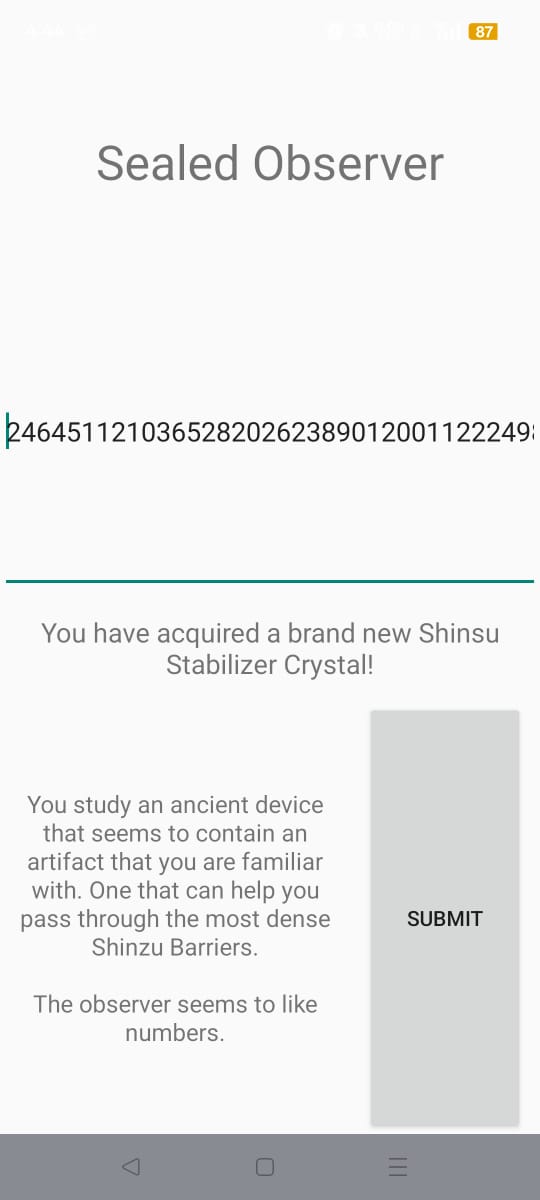 87
Sealed Observer
24645112103652820262389012001122249
You have acquired a brand new Shinsu
Stabilizer Crystal!
You study an ancient device
that seems to contain an
artifact that you are familiar
with. One that can help you
pass through the most dense
Shinzu Barriers.
The observer seems to like
numbers.
SUBMIT